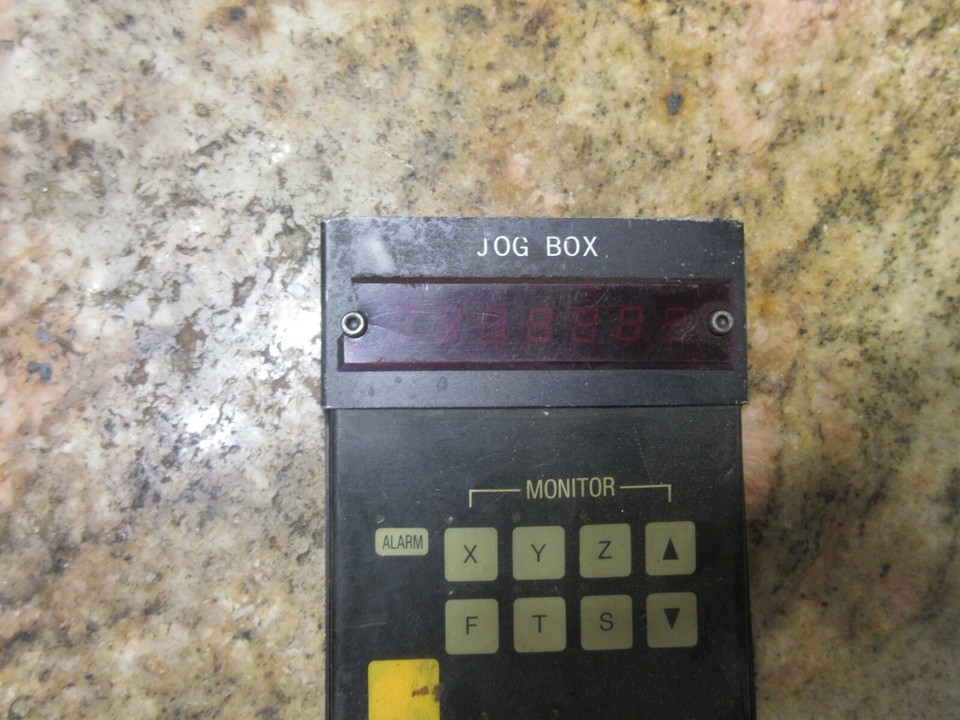 JOG BOX
MONITOR
ALARM X Y Z ▲
F T S ▼